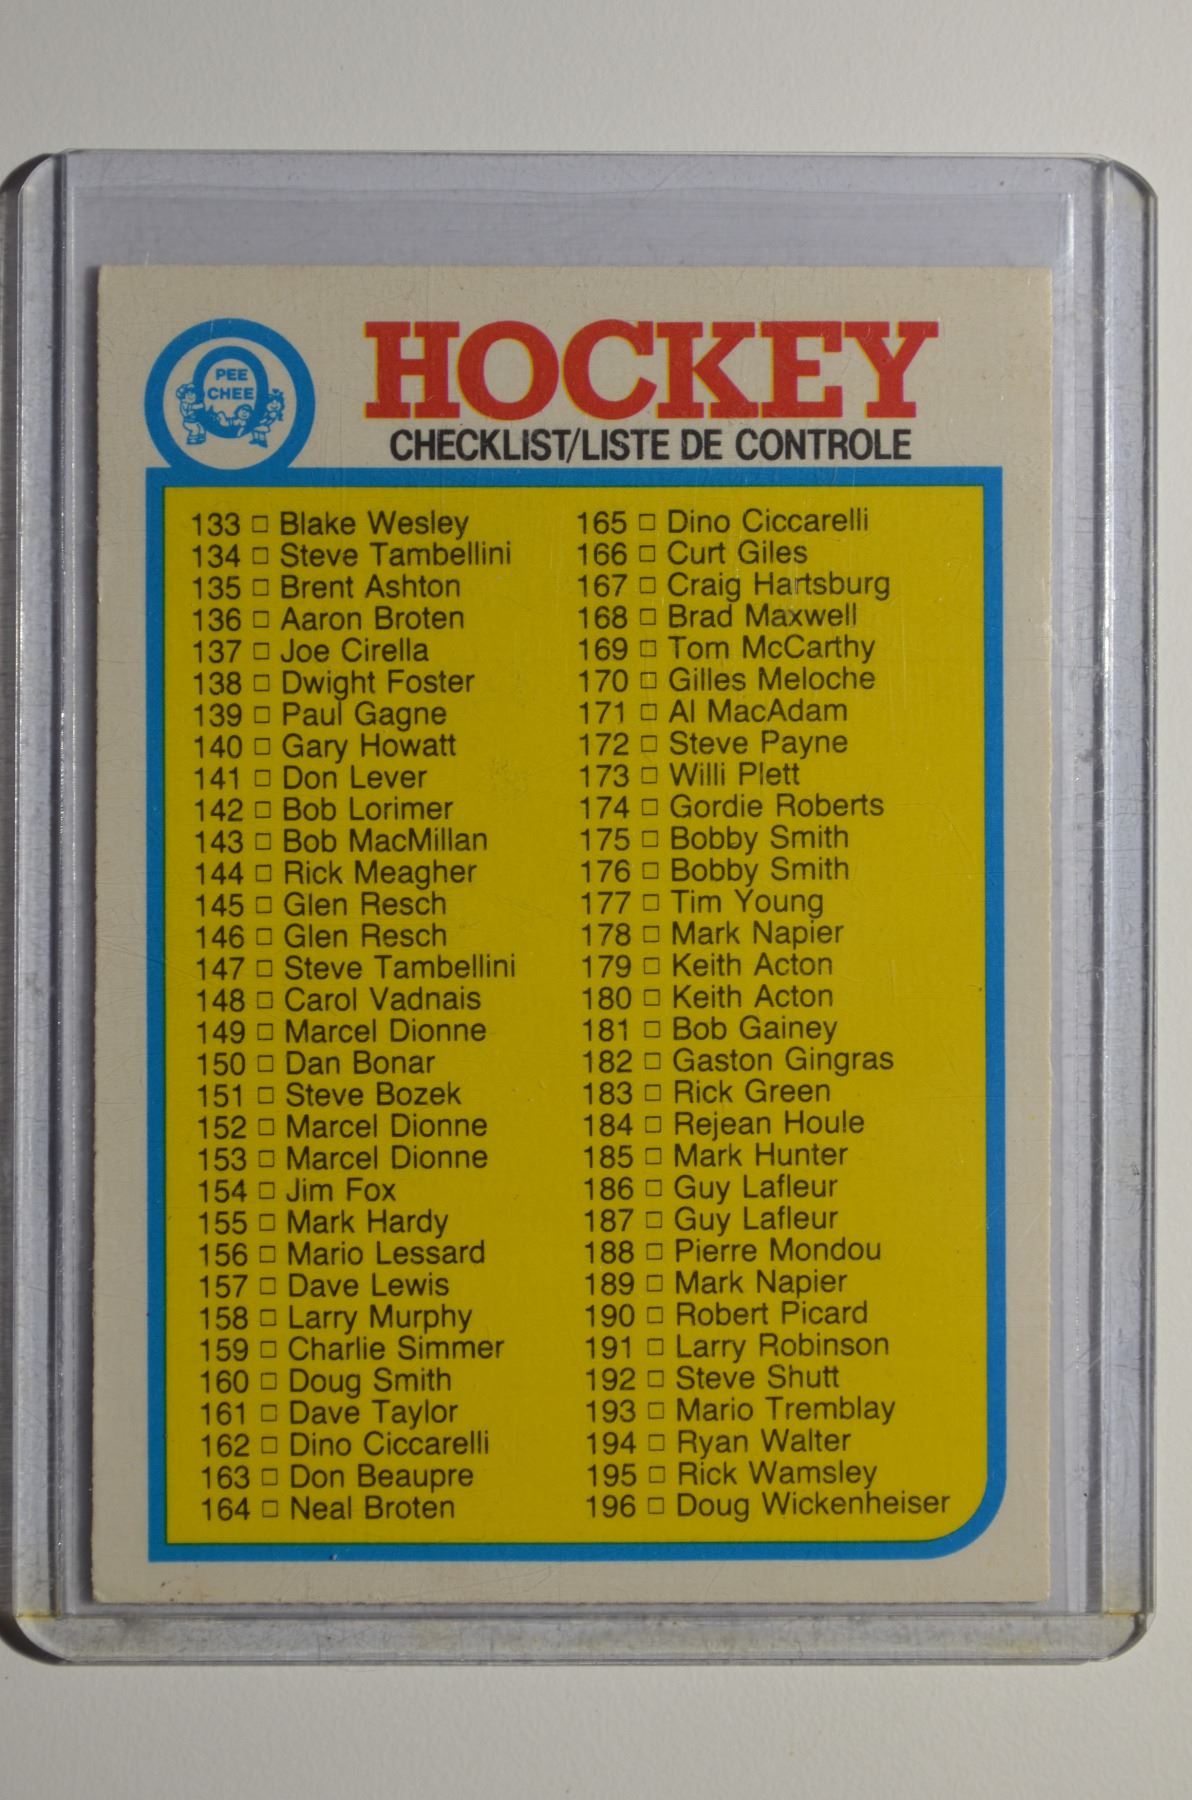 PEE
CHEE
HOCKEY
CHECKLIST/LISTE DE CONTROLE
133 □ Blake Wesley
134 □ Steve Tambellini
135 □ Brent Ashton
136 □ Aaron Broten
137 □ Joe Cirella
138 □ Dwight Foster
139 □ Paul Gagne
140 □ Gary Howatt
141 □ Don Lever
142 □ Bob Lorimer
143 □ Bob MacMillan
144 □ Rick Meagher
145 □ Glen Resch
146 □ Glen Resch
147 □ Steve Tambellini
148 □ Carol Vadnais
149 □ Marcel Dionne
150 □ Dan Bonar
151 □ Steve Bozek
152 □ Marcel Dionne
153 □ Marcel Dionne
154 □ Jim Fox
155 □ Mark Hardy
156 □ Mario Lessard
157 □ Dave Lewis
158 □ Larry Murphy
159 □ Charlie Simmer
160 □ Doug Smith
161 □ Dave Taylor
162 □ Dino Ciccarelli
163 □ Don Beaupre
164 □ Neal Broten
165 □ Dino Ciccarelli
166 □ Curt Giles
167 □ Craig Hartsburg
168 □ Brad Maxwell
169 □ Tom McCarthy
170 □ Gilles Meloche
171 □ Al MacAdam
172 □ Steve Payne
173 □ Willi Plett
174 □ Gordie Roberts
175 □ Bobby Smith
176 □ Bobby Smith
177 □ Tim Young
178 □ Mark Napier
179 □ Keith Acton
180 □ Keith Acton
181 □ Bob Gainey
182 □ Gaston Gingras
183 □ Rick Green
184 □ Rejean Houle
185 □ Mark Hunter
186 □ Guy Lafleur
187 □ Guy Lafleur
188 □ Pierre Mondou
189 □ Mark Napier
190 □ Robert Picard
191 □ Larry Robinson
192 □ Steve Shutt
193 □ Mario Tremblay
194 □ Ryan Walter
195 □ Rick Wamsley
196 □ Doug Wickenheiser